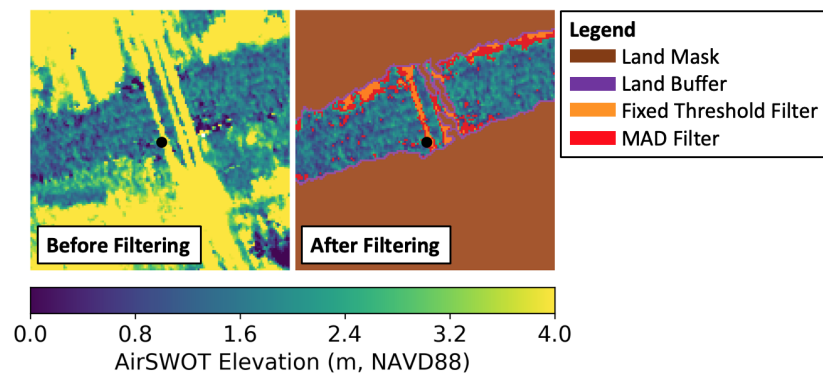 Legend
Land Mask
Land Buffer
Fixed Threshold Filter
MAD Filter
Before Filtering
After Filtering
0.0 0.8 1.6 2.4 3.2 4.0
AirSWOT Elevation (m, NAVD88)